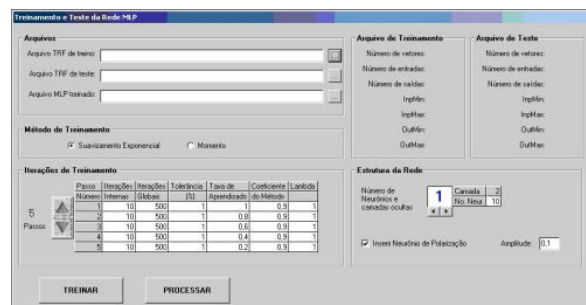 Treinamento e Teste da Rede MLP
Arquivos
Arquivo TRF de treino:
Arquivo TRF de teste:
Arquivo MLP treinado:
Método de Treinamento
Suavizamento Exponencial
Momento
Arquivo de Treinamento
Número de vetores:
Número de entradas:
Número de saídas:
InpMin:
InpMax:
OutMin:
OutMax:
Arquivo de Teste
Número de vetores:
Número de entradas:
Número de saídas:
InpMin:
InpMax:
OutMin:
OutMax:
Iterações de Treinamento
5
Passos
Passo Iterações Iterações Tolerância Taxa de Coeficiente Lambda
Número Internas Globais [%] Aprendizado do Método
1 10 500 1 1 0,9 1
2 10 500 1 0,8 0,9 1
3 10 500 1 0,6 0,9 1
4 10 500 1 0,4 0,9 1
5 10 500 1 0,2 0,9 1
Estrutura da Rede
Número de
Neurônios e
camadas ocultas
1
Camada 2
No. Neur. 10
Inserir Neurônio de Polarização
Amplitude: 0,1
TREINAR
PROCESSAR